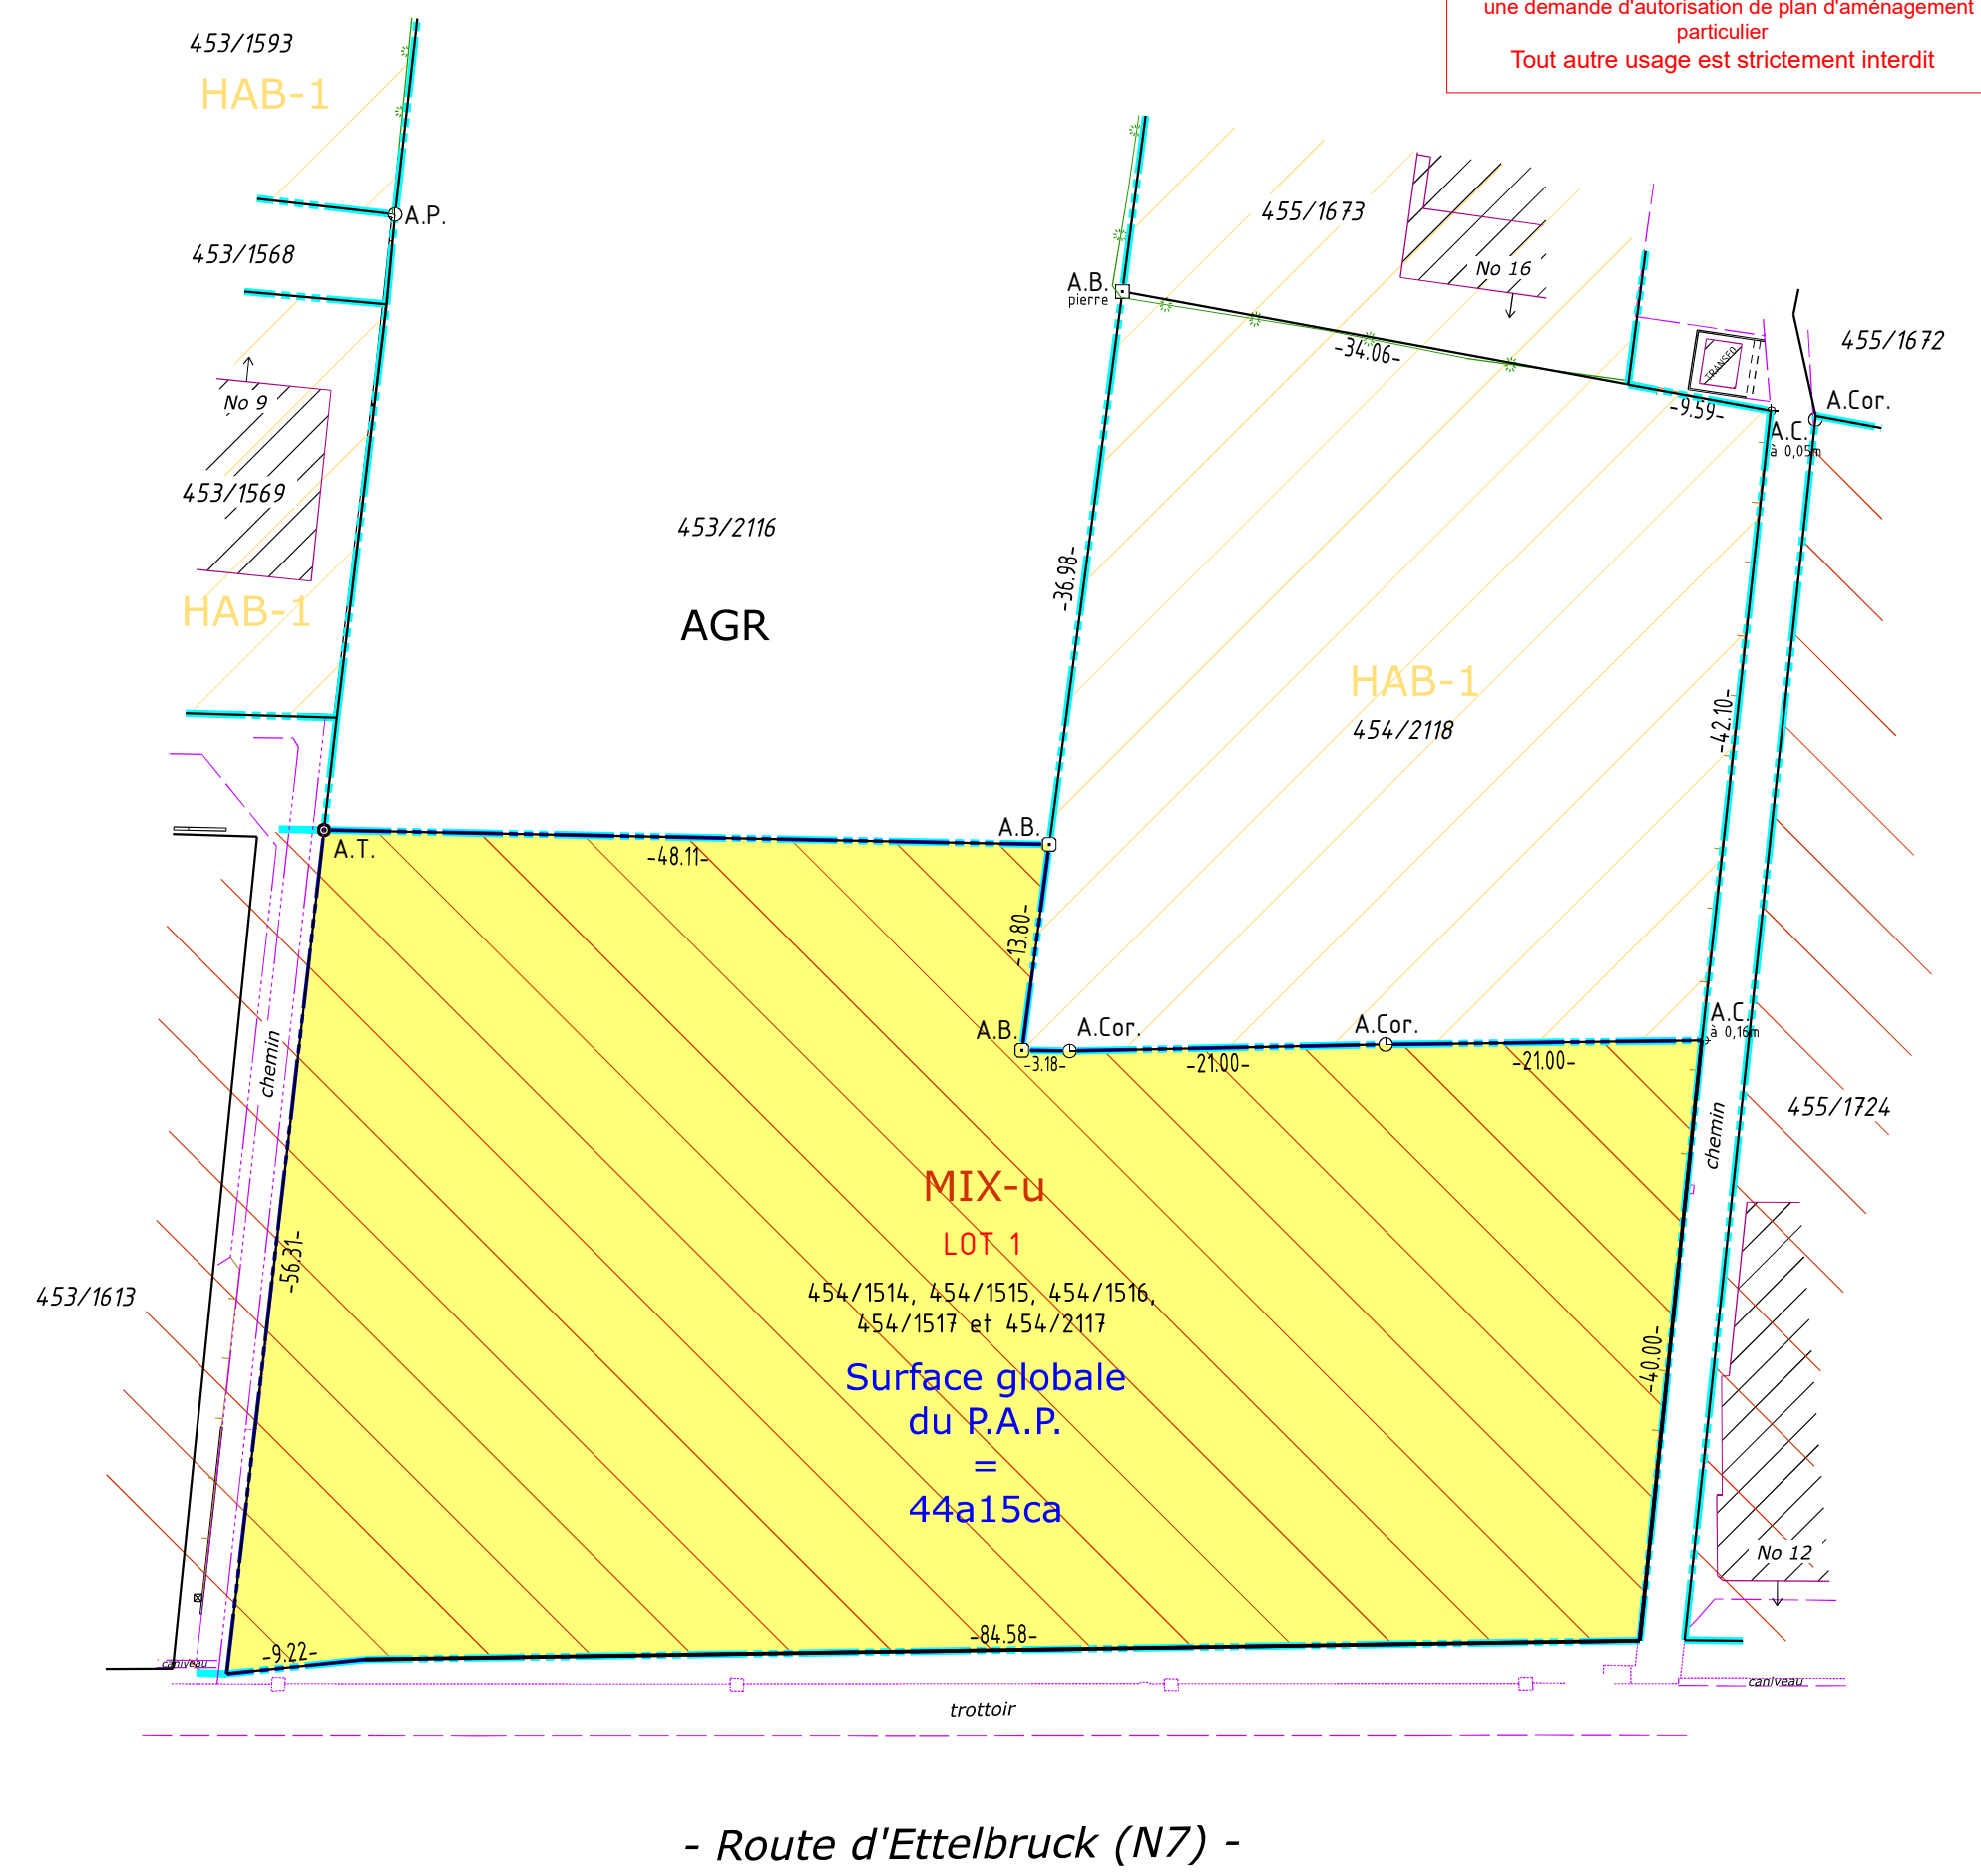 une demande d'autorisation de plan d'aménagement
particulier
Tout autre usage est strictement interdit
453/1593
HAB-1
A.P.
453/1568
455/1673
No 16
A.B.
pierre
-34.06-
TRANSFO
455/1672
-9.59-
A.Cor.
A.C.
à 0,05m
No 9
453/1569
453/2116
-36.98-
HAB-1
AGR
HAB-1
454/2118
-42.10-
A.B.
A.T.
-48.11-
-13.80-
A.B.
A.Cor.
A.Cor.
A.C.
à 0,16m
-3.18-
-21.00-
-21.00-
chemin
chemin
455/1724
MIX-u
LOT 1
-56.31-
453/1613
454/1514, 454/1515, 454/1516,
454/1517 et 454/2117
-40.00-
Surface globale
du P.A.P.
=
44a15ca
No 12
-9.22-
-84.58-
caniveau
caniveau
trottoir
- Route d'Ettelbruck (N7) -